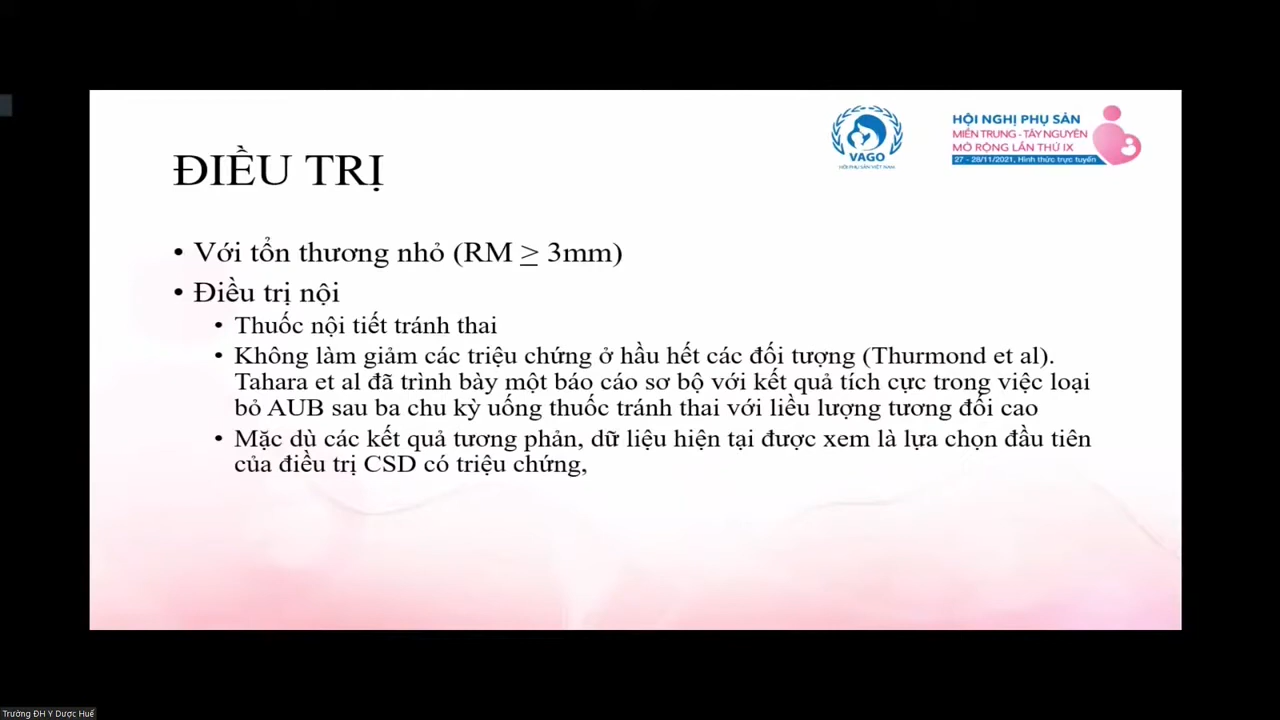 VAGO
HỘI PHỤ SẢN VIỆT NAM
HỘI NGHỊ PHỤ SẢN
MIỀN TRUNG - TÂY NGUYÊN
MỞ RỘNG LẦN THỨ IX
27 - 28/11/2021, Hình thức trực tuyến
ĐIỀU TRỊ
• Với tổn thương nhỏ (RM ≥ 3mm)
• Điều trị nội
• Thuốc nội tiết tránh thai
• Không làm giảm các triệu chứng ở hầu hết các đối tượng (Thurmond et al).
Tahara et al đã trình bày một báo cáo sơ bộ với kết quả tích cực trong việc loại
bỏ AUB sau ba chu kỳ uống thuốc tránh thai với liều lượng tương đối cao
• Mặc dù các kết quả tương phản, dữ liệu hiện tại được xem là lựa chọn đầu tiên
của điều trị CSD có triệu chứng,
Trường ĐH Y Dược Huế